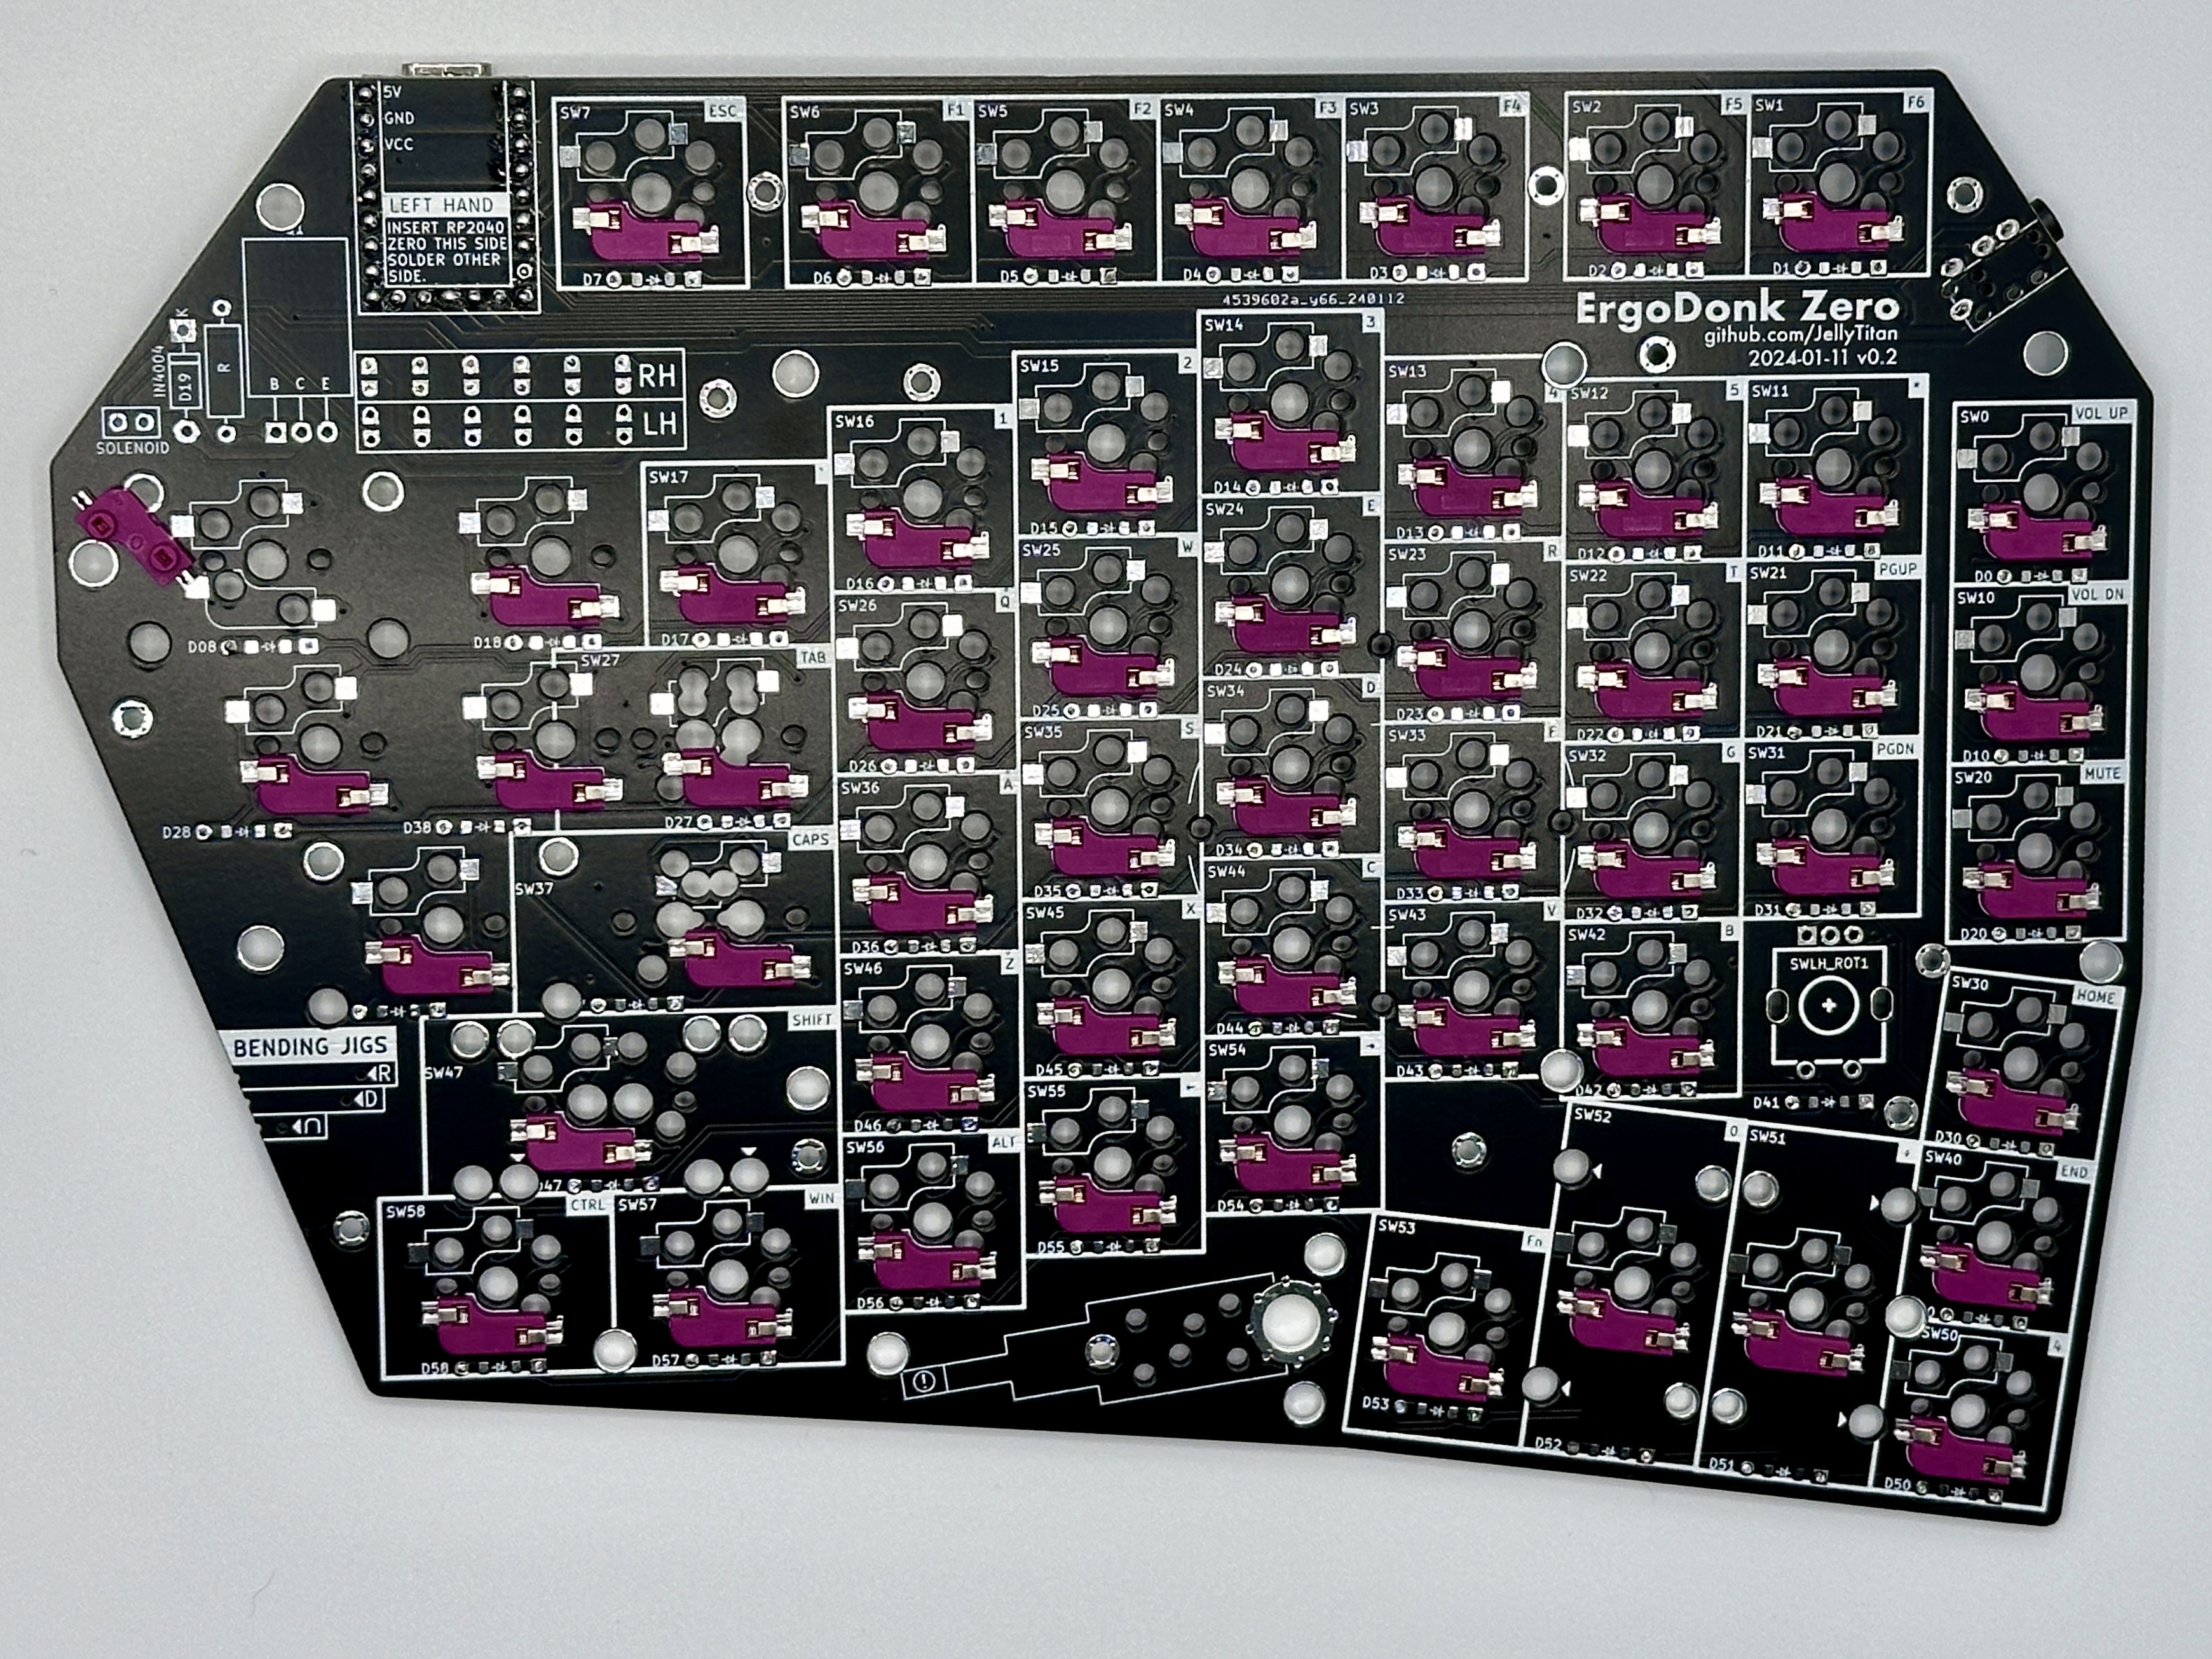 5V
GND
VCC
LEFT HAND
INSERT RP2040
ZERO THIS SIDE
SOLDER OTHER
SIDE.
SW7 ESC
D7
SW6 F1
D6
SW5 F2
D5
SW4 F3
D4
SW3 F4
D3
SW2 F5
D2
SW1 F6
D1
4539602a_y66_240112
ErgoDonk Zero
github.com/JellyTitan
2024-01-11 v0.2
K
1N4004
D19
R
B C E
SOLENOID
RH
LH
SW17
D17
SW16 1
D16
SW15 2
D15
SW14 3
D14
SW13 4
D13
SW12 5
D12
SW11 *
D11
SW0 VOL UP
D0
D08
D18
SW27 TAB
D28
D38
D27
SW26 Q
D26
SW25 W
D25
SW24 E
D24
SW23 R
D23
SW22 T
D22
SW21 PGUP
D21
SW10 VOL DN
D10
SW37 CAPS
SW36 A
D36
SW35 S
D35
SW34 D
D34
SW33 F
D33
SW32 G
D32
SW31 PGDN
D31
SW20 MUTE
D20
BENDING JIGS
R
D
U
SW47 SHIFT
D47
SW46 Z
D46
SW45 X
D45
SW44 C
D44
SW43 V
D43
SW42 B
D42
SWLH_ROT1
D41
SW30 HOME
D30
SW58 CTRL
D58
SW57 WIN
D57
SW56 ALT
D56
SW55
D55
SW54
D54
SW53 Fn
D53
SW52 0
D52
SW51
D51
SW40 END
SW50
D50
!